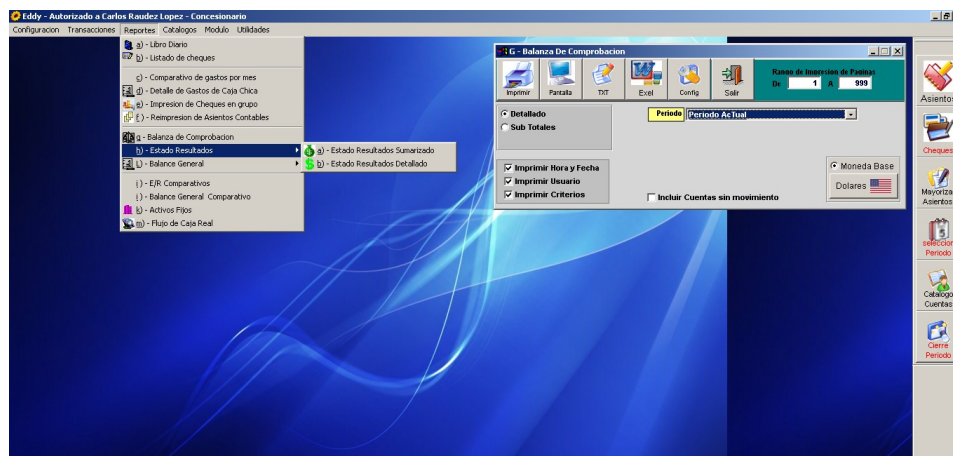 Eddy - Autorizado a Carlos Raudez Lopez - Concesionario
Configuracion Transacciones Reportes Catalogos Modulo Utilidades
a) - Libro Diario
b) - Listado de cheques
c) - Comparativo de gastos por mes
d) - Detalle de Gastos de Caja Chica
e) - Impresion de Cheques en grupo
f) - Reimpresion de Asientos Contables
g - Balanza de Comprobacion
h) - Estado Resultados
a) - Estado Resultados Sumarizado
b) - Estado Resultados Detallado
L) - Balance General
i) - E/R Comparativos
j) - Balance General Comparativo
k) - Activos Fijos
m) - Flujo de Caja Real
G - Balanza De Comprobacion
Imprimir Pantalla TXT Exel Config Salir
Rango de Impresion de Paginas
De 1 A 999
Detallado
Sub Totales
Periodo Periodo AcTual
Imprimir Hora y Fecha
Imprimir Usuario
Imprimir Criterios
Incluir Cuentas sin movimiento
Moneda Base
Dolares
Asientos
Cheques
Mayoriza
Asientos
seleccion
Periodo
Catalogo
Cuentas
Cierre
Periodo